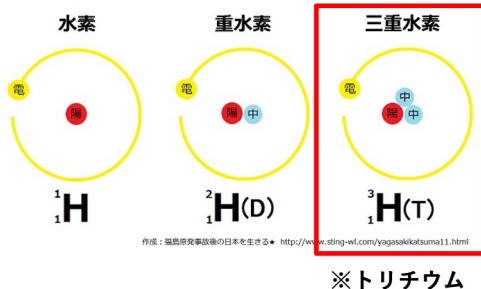 水素
重水素
三重水素
電
陽
電
陽
中
電
中
陽
中
¹₁H
²₁H(D)
³₁H(T)
作成:福島原発事故後の日本を生きる★ http://www.sting-wl.com/yagasakikatsuma11.html
※トリチウム